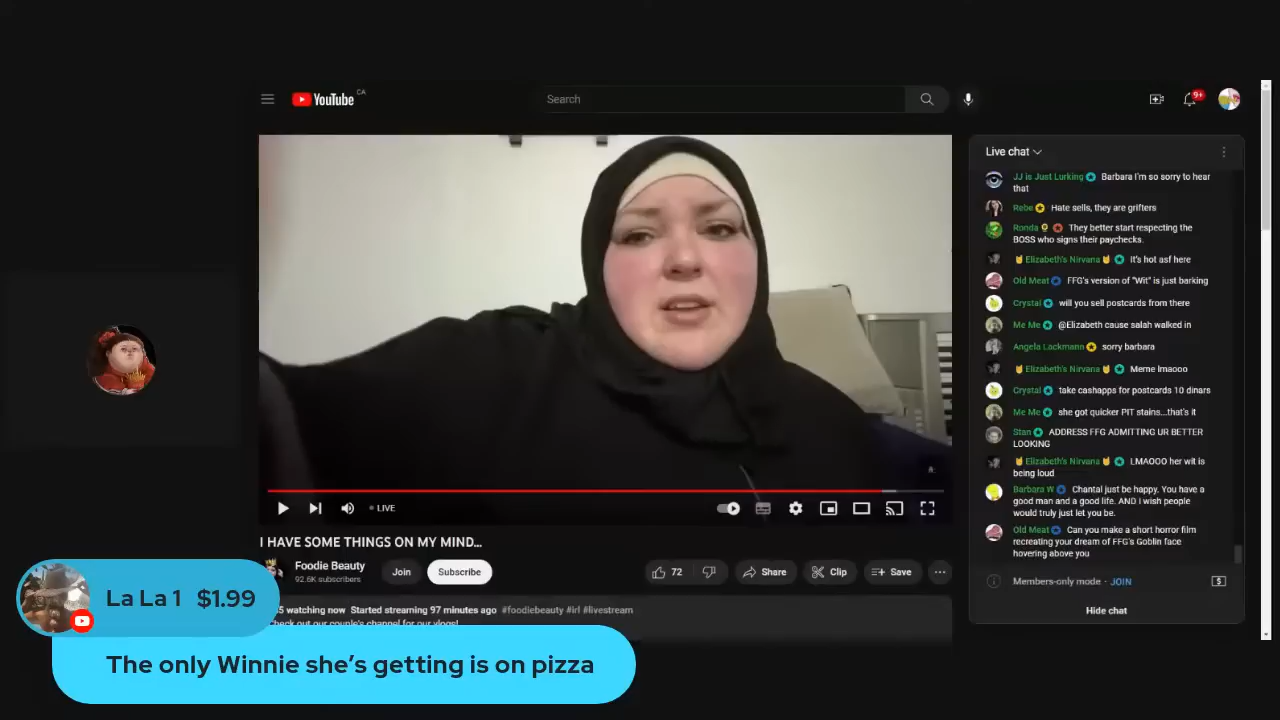 YouTube CA
Search
9+
Live chat
JJ is Just Lurking Barbara I'm so sorry to hear
that
Rebe Hate sells, they are grifters
Ronda They better start respecting the
BOSS who signs their paychecks.
Elizabeth's Nirvana It's hot asf here
Old Meat FFG's version of "Wit" is just barking
Crystal will you sell postcards from there
Me Me @Elizabeth cause salah walked in
Angela Lackmann sorry barbara
Elizabeth's Nirvana Meme lmaooo
Crystal take cashapps for postcards 10 dinars
Me Me she got quicker PIT stains...that's it
Stan ADDRESS FFG ADMITTING UR BETTER
LOOKING
Elizabeth's Nirvana LMAOOO her wit is
being loud
Barbara W Chantal just be happy. You have a
good man and a good life. AND i wish people
would truly just let you be.
Old Meat Can you make a short horror film
recreating your dream of FFG's Goblin face
hovering above you
Members-only mode - JOIN
Hide chat
LIVE
I HAVE SOME THINGS ON MY MIND...
Foodie Beauty
92.6K subscribers
Join
Subscribe
72
Share
Clip
Save
5 watching now Started streaming 97 minutes ago #foodiebeauty #irl #livestream
check out our couple's channel for our vlogs!
La La 1 $1.99
The only Winnie she's getting is on pizza